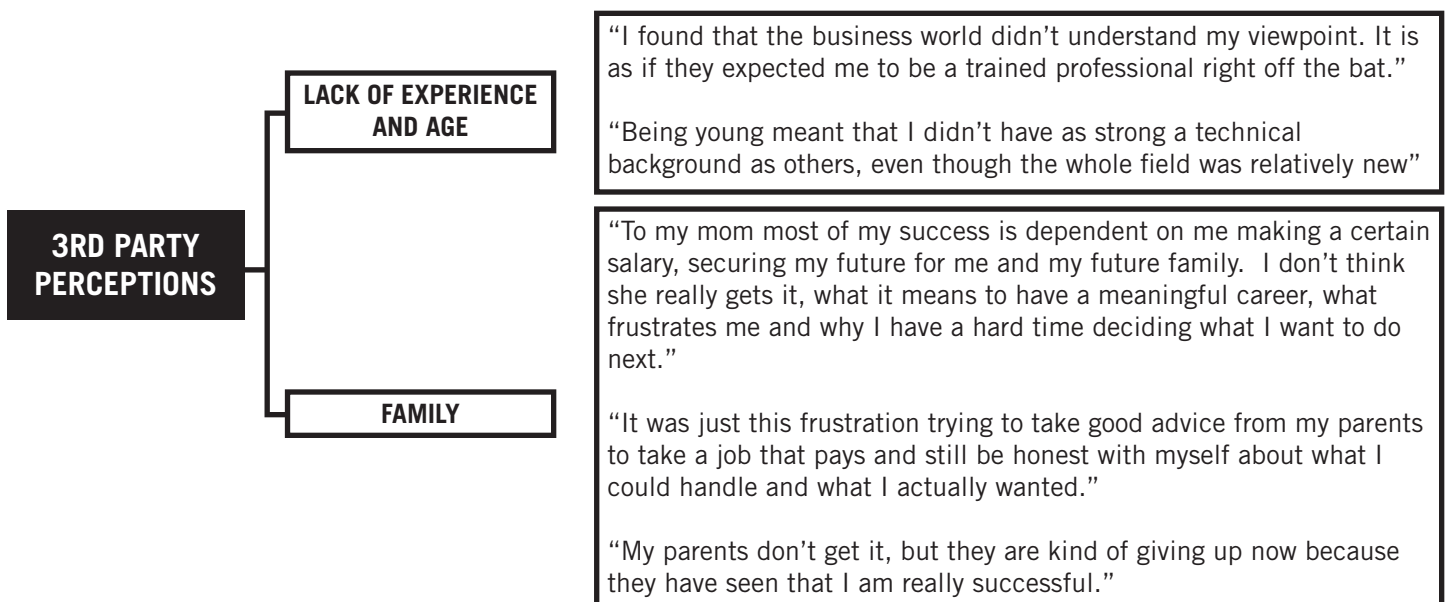 3RD PARTY
PERCEPTIONS
LACK OF EXPERIENCE
AND AGE
“I found that the business world didn’t understand my viewpoint. It is
as if they expected me to be a trained professional right off the bat.”
“Being young meant that I didn’t have as strong a technical
background as others, even though the whole field was relatively new”
FAMILY
“To my mom most of my success is dependent on me making a certain
salary, securing my future for me and my future family.  I don’t think
she really gets it, what it means to have a meaningful career, what
frustrates me and why I have a hard time deciding what I want to do
next.”
“It was just this frustration trying to take good advice from my parents
to take a job that pays and still be honest with myself about what I
could handle and what I actually wanted.”
“My parents don’t get it, but they are kind of giving up now because
they have seen that I am really successful.”